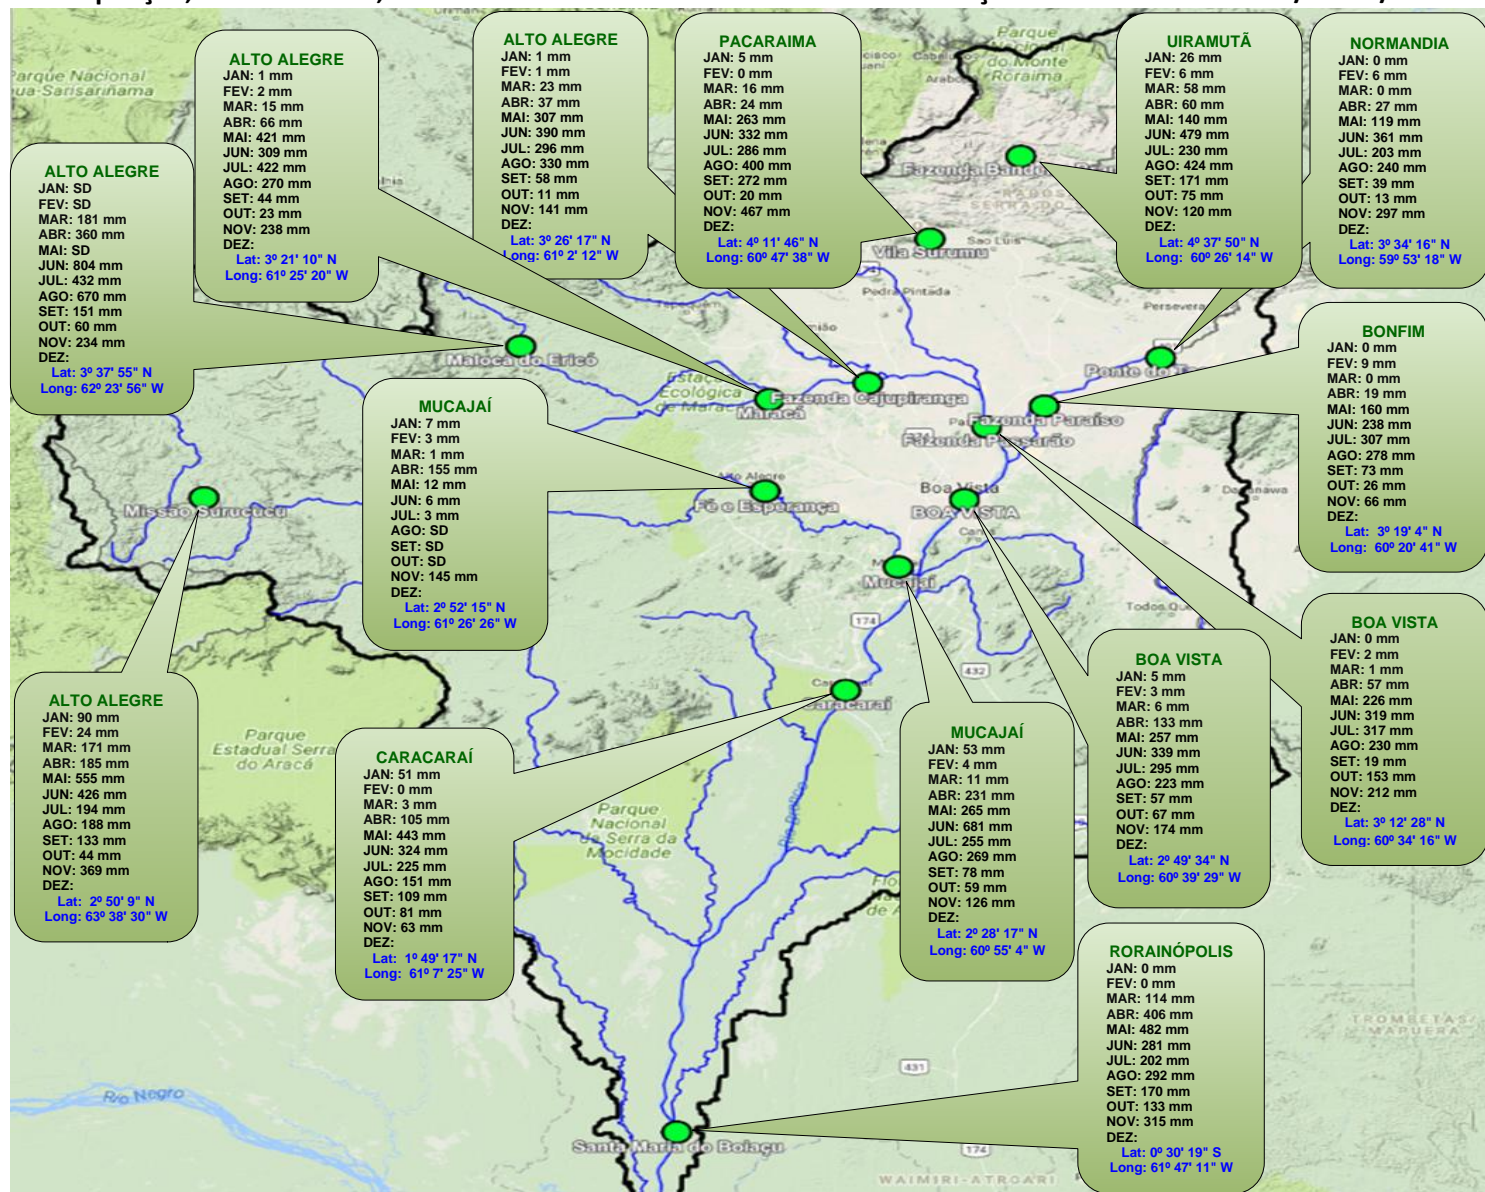 ALTO ALEGRE
JAN: SD
FEV: SD
MAR: 181 mm
ABR: 360 mm
MAI: SD
JUN: 804 mm
JUL: 432 mm
AGO: 670 mm
SET: 151 mm
OUT: 60 mm
NOV: 234 mm
DEZ:
Lat: 3º 37' 55" N
Long: 62º 23' 56" W
ALTO ALEGRE
JAN: 1 mm
FEV: 2 mm
MAR: 15 mm
ABR: 66 mm
MAI: 421 mm
JUN: 309 mm
JUL: 422 mm
AGO: 270 mm
SET: 44 mm
OUT: 23 mm
NOV: 238 mm
DEZ:
Lat: 3º 21' 10" N
Long: 61º 25' 20" W
ALTO ALEGRE
JAN: 1 mm
FEV: 1 mm
MAR: 23 mm
ABR: 37 mm
MAI: 307 mm
JUN: 390 mm
JUL: 296 mm
AGO: 330 mm
SET: 58 mm
OUT: 11 mm
NOV: 141 mm
DEZ:
Lat: 3º 26' 17" N
Long: 61º 2' 12" W
PACARAIMA
JAN: 5 mm
FEV: 0 mm
MAR: 16 mm
ABR: 24 mm
MAI: 263 mm
JUN: 332 mm
JUL: 286 mm
AGO: 400 mm
SET: 272 mm
OUT: 20 mm
NOV: 467 mm
DEZ:
Lat: 4º 11' 46" N
Long: 60º 47' 38" W
UIRAMUTÃ
JAN: 26 mm
FEV: 6 mm
MAR: 58 mm
ABR: 60 mm
MAI: 140 mm
JUN: 479 mm
JUL: 230 mm
AGO: 424 mm
SET: 171 mm
OUT: 75 mm
NOV: 120 mm
DEZ:
Lat: 4º 37' 50" N
Long: 60º 26' 14" W
NORMANDIA
JAN: 0 mm
FEV: 6 mm
MAR: 0 mm
ABR: 27 mm
MAI: 119 mm
JUN: 361 mm
JUL: 203 mm
AGO: 240 mm
SET: 39 mm
OUT: 13 mm
NOV: 297 mm
DEZ:
Lat: 3º 34' 16" N
Long: 59º 53' 18" W
BONFIM
JAN: 0 mm
FEV: 9 mm
MAR: 0 mm
ABR: 19 mm
MAI: 160 mm
JUN: 238 mm
JUL: 307 mm
AGO: 278 mm
SET: 73 mm
OUT: 26 mm
NOV: 66 mm
DEZ:
Lat: 3º 19' 4" N
Long: 60º 20' 41" W
MUCAJAÍ
JAN: 7 mm
FEV: 3 mm
MAR: 1 mm
ABR: 155 mm
MAI: 12 mm
JUN: 6 mm
JUL: 3 mm
AGO: SD
SET: SD
OUT: SD
NOV: 145 mm
DEZ:
Lat: 2º 52' 15" N
Long: 61º 26' 26" W
BOA VISTA
JAN: 0 mm
FEV: 2 mm
MAR: 1 mm
ABR: 57 mm
MAI: 226 mm
JUN: 319 mm
JUL: 317 mm
AGO: 230 mm
SET: 19 mm
OUT: 153 mm
NOV: 212 mm
DEZ:
Lat: 3º 12' 28" N
Long: 60º 34' 16" W
BOA VISTA
JAN: 5 mm
FEV: 3 mm
MAR: 6 mm
ABR: 133 mm
MAI: 257 mm
JUN: 339 mm
JUL: 295 mm
AGO: 223 mm
SET: 57 mm
OUT: 67 mm
NOV: 174 mm
DEZ:
Lat: 2º 49' 34" N
Long: 60º 39' 29" W
ALTO ALEGRE
JAN: 90 mm
FEV: 24 mm
MAR: 171 mm
ABR: 185 mm
MAI: 555 mm
JUN: 426 mm
JUL: 194 mm
AGO: 188 mm
SET: 133 mm
OUT: 44 mm
NOV: 369 mm
DEZ:
Lat: 2º 50' 9" N
Long: 63º 38' 30" W
CARACARAÍ
JAN: 51 mm
FEV: 0 mm
MAR: 3 mm
ABR: 105 mm
MAI: 443 mm
JUN: 324 mm
JUL: 225 mm
AGO: 151 mm
SET: 109 mm
OUT: 81 mm
NOV: 63 mm
DEZ:
Lat: 1º 49' 17" N
Long: 61º 7' 25" W
MUCAJAÍ
JAN: 53 mm
FEV: 4 mm
MAR: 11 mm
ABR: 231 mm
MAI: 265 mm
JUN: 681 mm
JUL: 255 mm
AGO: 269 mm
SET: 78 mm
OUT: 59 mm
NOV: 126 mm
DEZ:
Lat: 2º 28' 17" N
Long: 60º 55' 4" W
RORAINÓPOLIS
JAN: 0 mm
FEV: 0 mm
MAR: 114 mm
ABR: 406 mm
MAI: 482 mm
JUN: 281 mm
JUL: 202 mm
AGO: 292 mm
SET: 170 mm
OUT: 133 mm
NOV: 315 mm
DEZ:
Lat: 0º 30' 19" S
Long: 61º 47' 11" W
Parque Nacional
Parque
do Monte
Roraima
Vila Surumu
Sao Luis
Pedra Pintada
Maloca do Ericó
Ecológica
Maracá
Fazenda Cajupiranga
Fazenda Paraíso
Fazenda Passarão
Alto Alegre
Fé e Esperança
Boa Vista
BOA VISTA
Missão Surucucu
Mucajaí
174
432
Caracaraí
Parque
Estadual Serra
do Aracá
Parque
Nacional
da Serra da
Mocidade
Rio Branco
Rio Negro
431
174
Santa Maria do Boiaçu
TROMBETAS/
MAPUERA
WAIMIRI-ATROARI